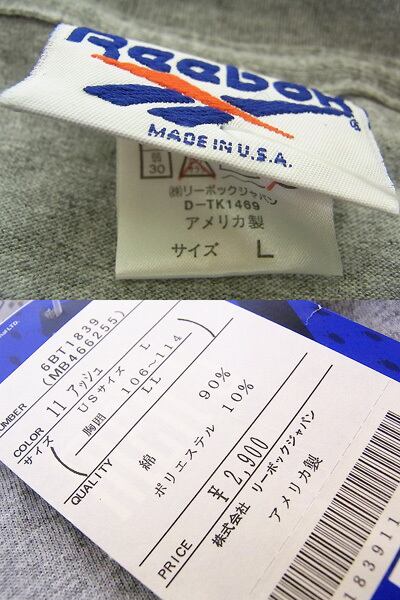 Reebok
®
MADE IN U.S.A.
弱
30
(株)リーボックジャパン
D-TK1469
アメリカ製
サイズ L
LTD.
NUMBER 6BT1839
(MB466255)
COLOR 11 アッシュ
サイズ
USサイズ L
胸囲 106~114
LL
QUALITY
綿 90%
ポリエステル 10%
PRICE ¥2,900
株式会社 リーボックジャパン
アメリカ製
183911